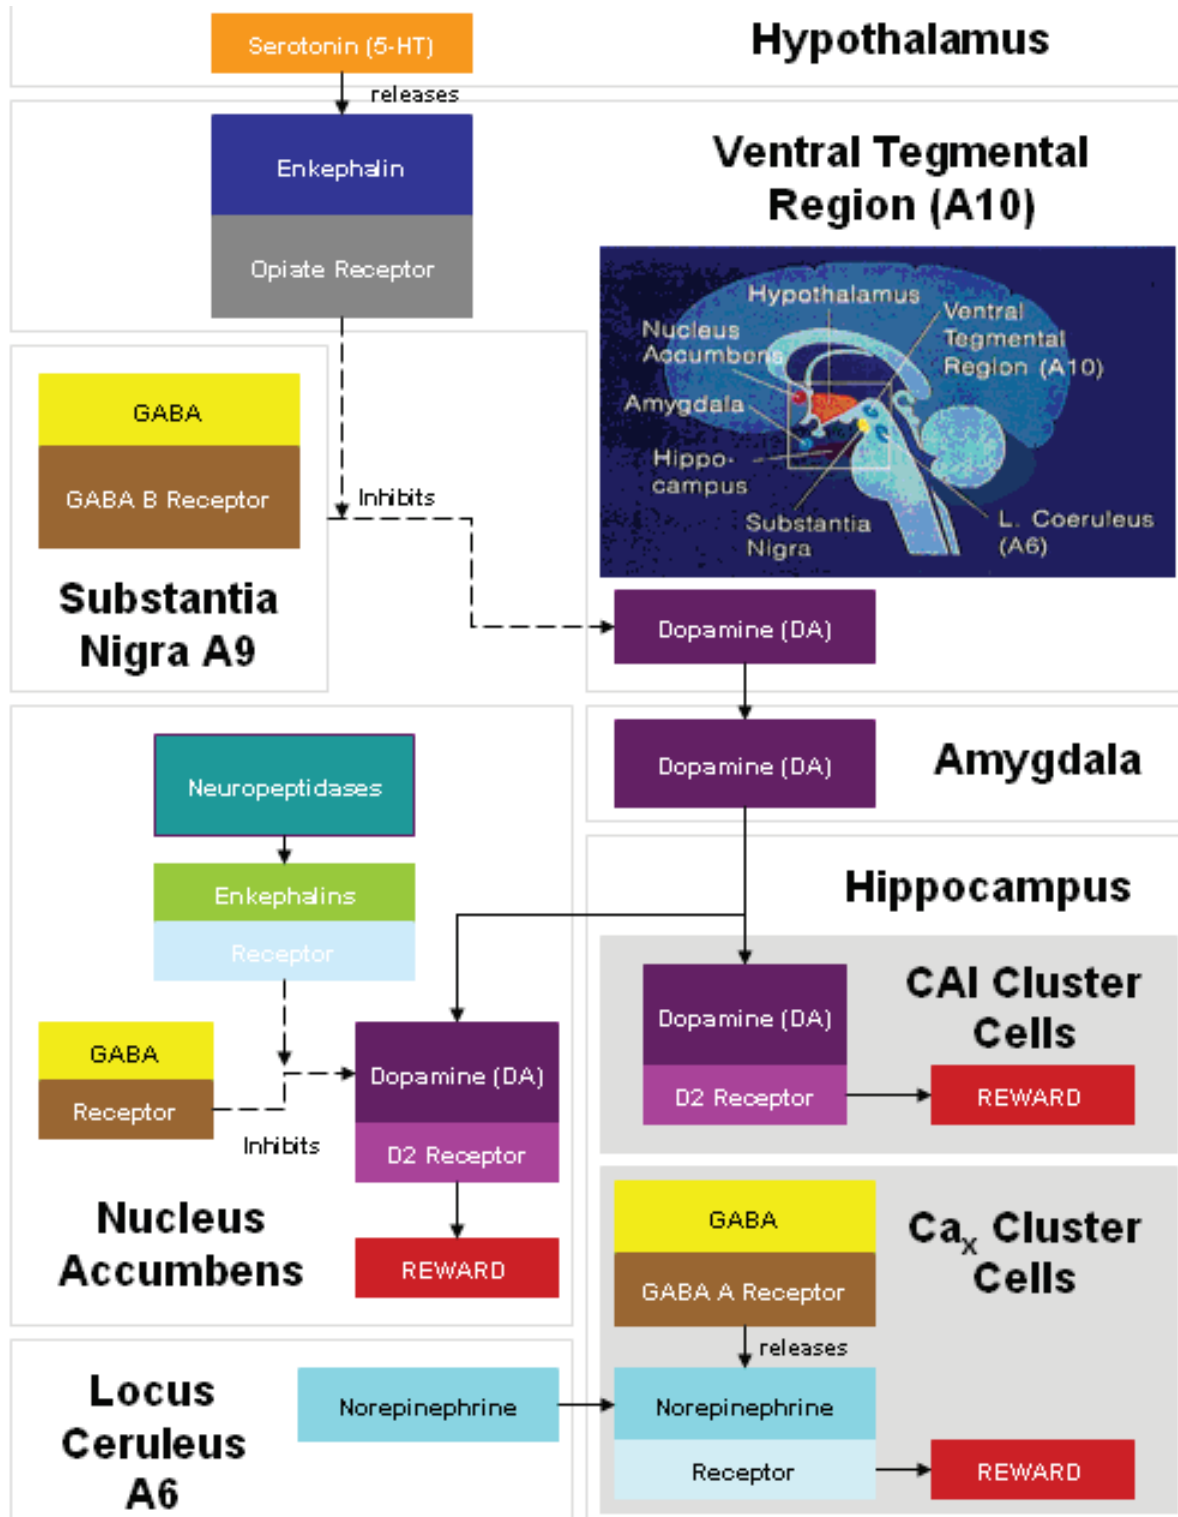 Serotonin (5-HT)
Hypothalamus
releases
Enkephalin
Opiate Receptor
Ventral Tegmental
Region (A10)
Hypothalamus
Nucleus
Accumbens
Ventral
Tegmental
Region (A10)
Amygdala
Hippo-
campus
Substantia
Nigra
L. Coeruleus
(A6)
GABA
GABA B Receptor
Inhibits
Substantia
Nigra A9
Dopamine (DA)
Dopamine (DA)
Amygdala
Neuropeptidases
Enkephalins
Receptor
GABA
Receptor
Inhibits
Dopamine (DA)
D2 Receptor
REWARD
Nucleus
Accumbens
Hippocampus
CAI Cluster
Cells
Dopamine (DA)
D2 Receptor
REWARD
GABA
GABA A Receptor
Cax Cluster
Cells
releases
Locus
Ceruleus
A6
Norepinephrine
Norepinephrine
Receptor
REWARD